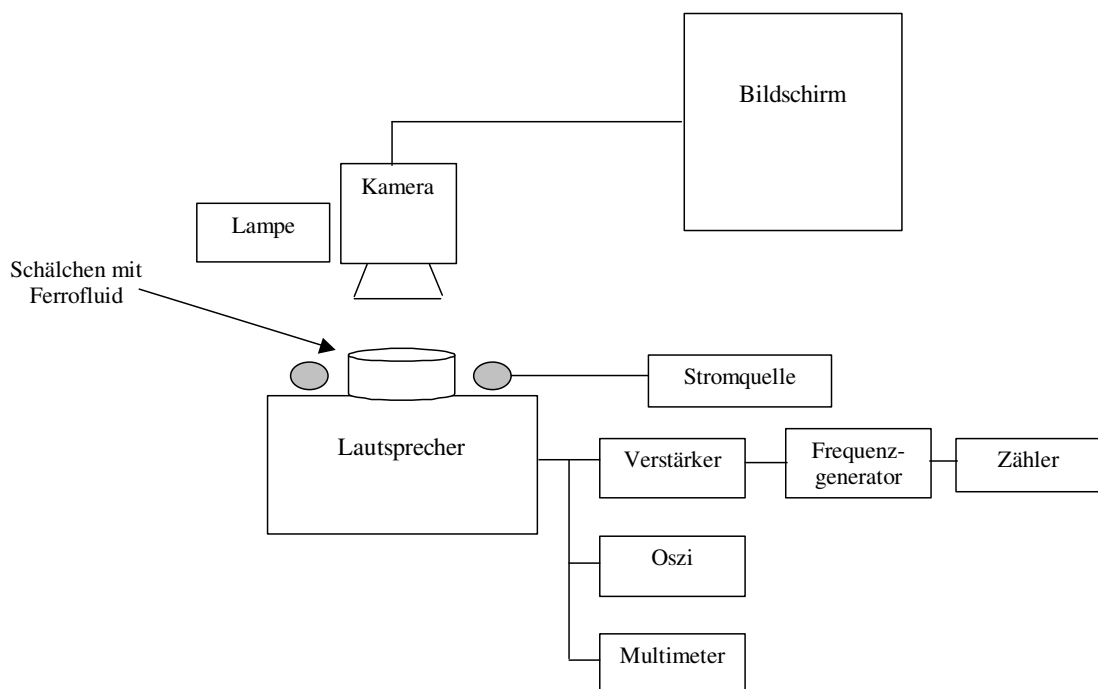 Bildschirm
Kamera
Lampe
Schälchen mit
Ferrofluid
Stromquelle
Lautsprecher
Verstärker
Frequenz-
generator
Zähler
Oszi
Multimeter